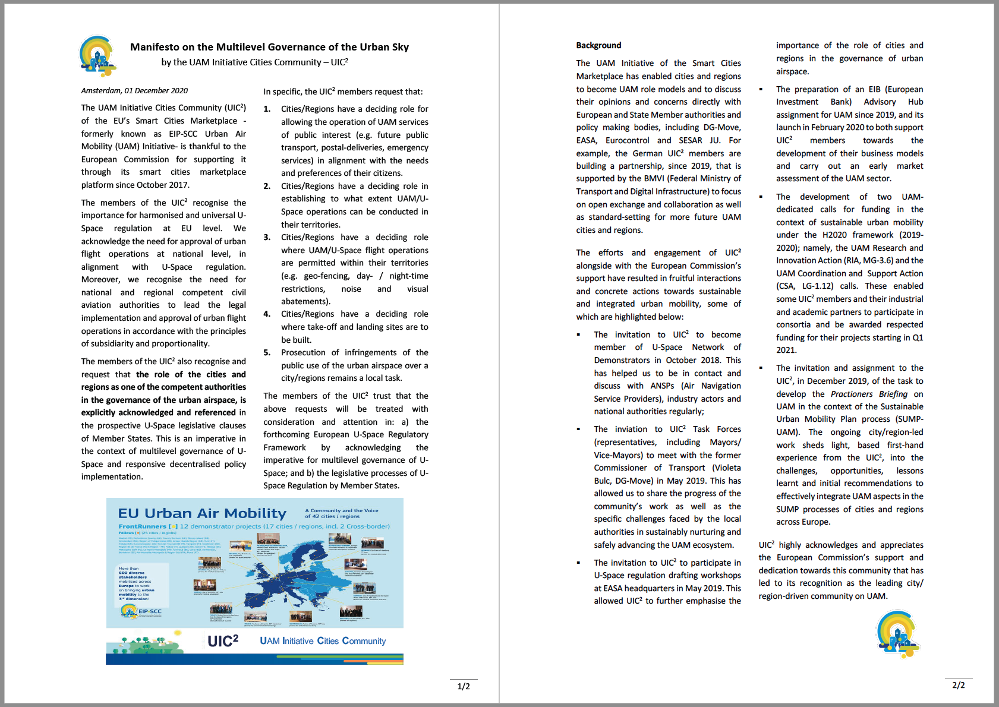 Manifesto on the Multilevel Governance of the Urban Sky
by the UAM Initiative Cities Community – UIC²
Amsterdam, 01 December 2020
The UAM Initiative Cities Community (UIC²)
of the EU's Smart Cities Marketplace -
formerly known as EIP-SCC Urban Air
Mobility (UAM) Initiative- is thankful to the
European Commission for supporting it
through its smart cities marketplace
platform since October 2017.
The members of the UIC² recognise the
importance for harmonised and universal U-
Space regulation at EU level. We
acknowledge the need for approval of urban
flight operations at national level, in
alignment with U-Space regulation.
Moreover, we recognise the need for
national and regional competent civil
aviation authorities to lead the legal
implementation and approval of urban flight
operations in accordance with the principles
of subsidiarity and proportionality.
The members of the UIC² also recognise and
request that the role of the cities and
regions as one of the competent authorities
in the governance of the urban airspace, is
explicitly acknowledged and referenced in
the prospective U-Space legislative clauses
of Member States. This is an imperative in
the context of multilevel governance of U-
Space and responsive decentralised policy
implementation.
In specific, the UIC² members request that:
1. Cities/Regions have a deciding role for
allowing the operation of UAM services
of public interest (e.g. future public
transport, postal-deliveries, emergency
services) in alignment with the needs
and preferences of their citizens.
2. Cities/Regions have a deciding role in
establishing to what extent UAM/U-
Space operations can be conducted in
their territories.
3. Cities/Regions have a deciding role
where UAM/U-Space flight operations
are permitted within their territories
(e.g. geo-fencing, day- / night-time
restrictions, noise and visual
abatements).
4. Cities/Regions have a deciding role
where take-off and landing sites are to
be built.
5. Prosecution of infringements of the
public use of the urban airspace over a
city/regions remains a local task.
The members of the UIC² trust that the
above requests will be treated with
consideration and attention in: a) the
forthcoming European U-Space Regulatory
Framework by acknowledging the
imperative for multilevel governance of U-
Space; and b) the legislative processes of U-
Space Regulation by Member States.
EU Urban Air Mobility
A Community and the Voice
of 42 cities / regions
FrontRunners [ ] 12 demonstrator projects (17 cities / regions, incl. 2 Cross-border)
Fellows [ ] (25 cities / regions)
More than
500 diverse
stakeholders
mobilised across
Europe to work
on bringing urban
mobility to the
3rd dimension!
EIP-SCC
UIC²
UAM Initiative Cities Community
1/2
Background
The UAM Initiative of the Smart Cities
Marketplace has enabled cities and regions
to become UAM role models and to discuss
their opinions and concerns directly with
European and State Member authorities and
policy making bodies, including DG-Move,
EASA, Eurocontrol and SESAR JU. For
example, the German UIC² members are
building a partnership, since 2019, that is
supported by the BMVI (Federal Ministry of
Transport and Digital Infrastructure) to focus
on open exchange and collaboration as well
as standard-setting for more future UAM
cities and regions.
The efforts and engagement of UIC²
alongside with the European Commission's
support have resulted in fruitful interactions
and concrete actions towards sustainable
and integrated urban mobility, some of
which are highlighted below:
▪ The invitation to UIC² to become
member of U-Space Network of
Demonstrators in October 2018. This
has helped us to be in contact and
discuss with ANSPs (Air Navigation
Service Providers), industry actors and
national authorities regularly;
▪ The inviation to UIC² Task Forces
(representatives, including Mayors/
Vice-Mayors) to meet with the former
Commissioner of Transport (Violeta
Bulc, DG-Move) in May 2019. This has
allowed us to share the progress of the
community's work as well as the
specific challenges faced by the local
authorities in sustainably nurturing and
safely advancing the UAM ecosystem.
▪ The invitation to UIC² to participate in
U-Space regulation drafting workshops
at EASA headquarters in May 2019. This
allowed UIC² to further emphasise the
importance of the role of cities and
regions in the governance of urban
airspace.
▪ The preparation of an EIB (European
Investment Bank) Advisory Hub
assignment for UAM since 2019, and its
launch in February 2020 to both support
UIC² members towards the
development of their business models
and carry out an early market
assessment of the UAM sector.
▪ The development of two UAM-
dedicated calls for funding in the
context of sustainable urban mobility
under the H2020 framework (2019-
2020); namely, the UAM Research and
Innovation Action (RIA, MG-3.6) and the
UAM Coordination and Support Action
(CSA, LG-1.12) calls. These enabled
some UIC² members and their industrial
and academic partners to participate in
consortia and be awarded respected
funding for their projects starting in Q1
2021.
▪ The invitation and assignment to the
UIC², in December 2019, of the task to
develop the Practioners Briefing on
UAM in the context of the Sustainable
Urban Mobility Plan process (SUMP-
UAM). The ongoing city/region-led
work sheds light, based first-hand
experience from the UIC², into the
challenges, opportunities, lessons
learnt and initial recommendations to
effectively integrate UAM aspects in the
SUMP processes of cities and regions
across Europe.
UIC² highly acknowledges and appreciates
the European Commission's support and
dedication towards this community that has
led to its recognition as the leading city/
region-driven community on UAM.
2/2